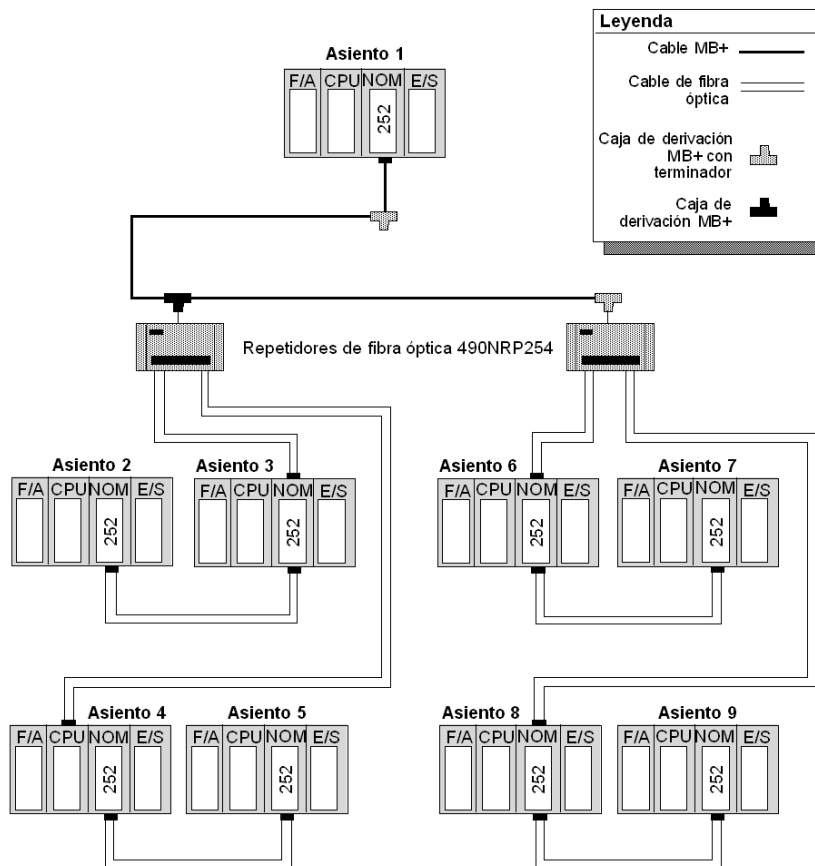 Leyenda
Cable MB+
Cable de fibra
óptica
Caja de derivación
MB+ con
terminador
Caja de
derivación MB+
Asiento 1
F/A CPU NOM E/S
252
Repetidores de fibra óptica 490NRP254
Asiento 2
F/A CPU NOM E/S
252
Asiento 3
F/A CPU NOM E/S
252
Asiento 6
F/A CPU NOM E/S
252
Asiento 7
F/A CPU NOM E/S
252
Asiento 4
F/A CPU NOM E/S
252
Asiento 5
F/A CPU NOM E/S
252
Asiento 8
F/A CPU NOM E/S
252
Asiento 9
F/A CPU NOM E/S
252